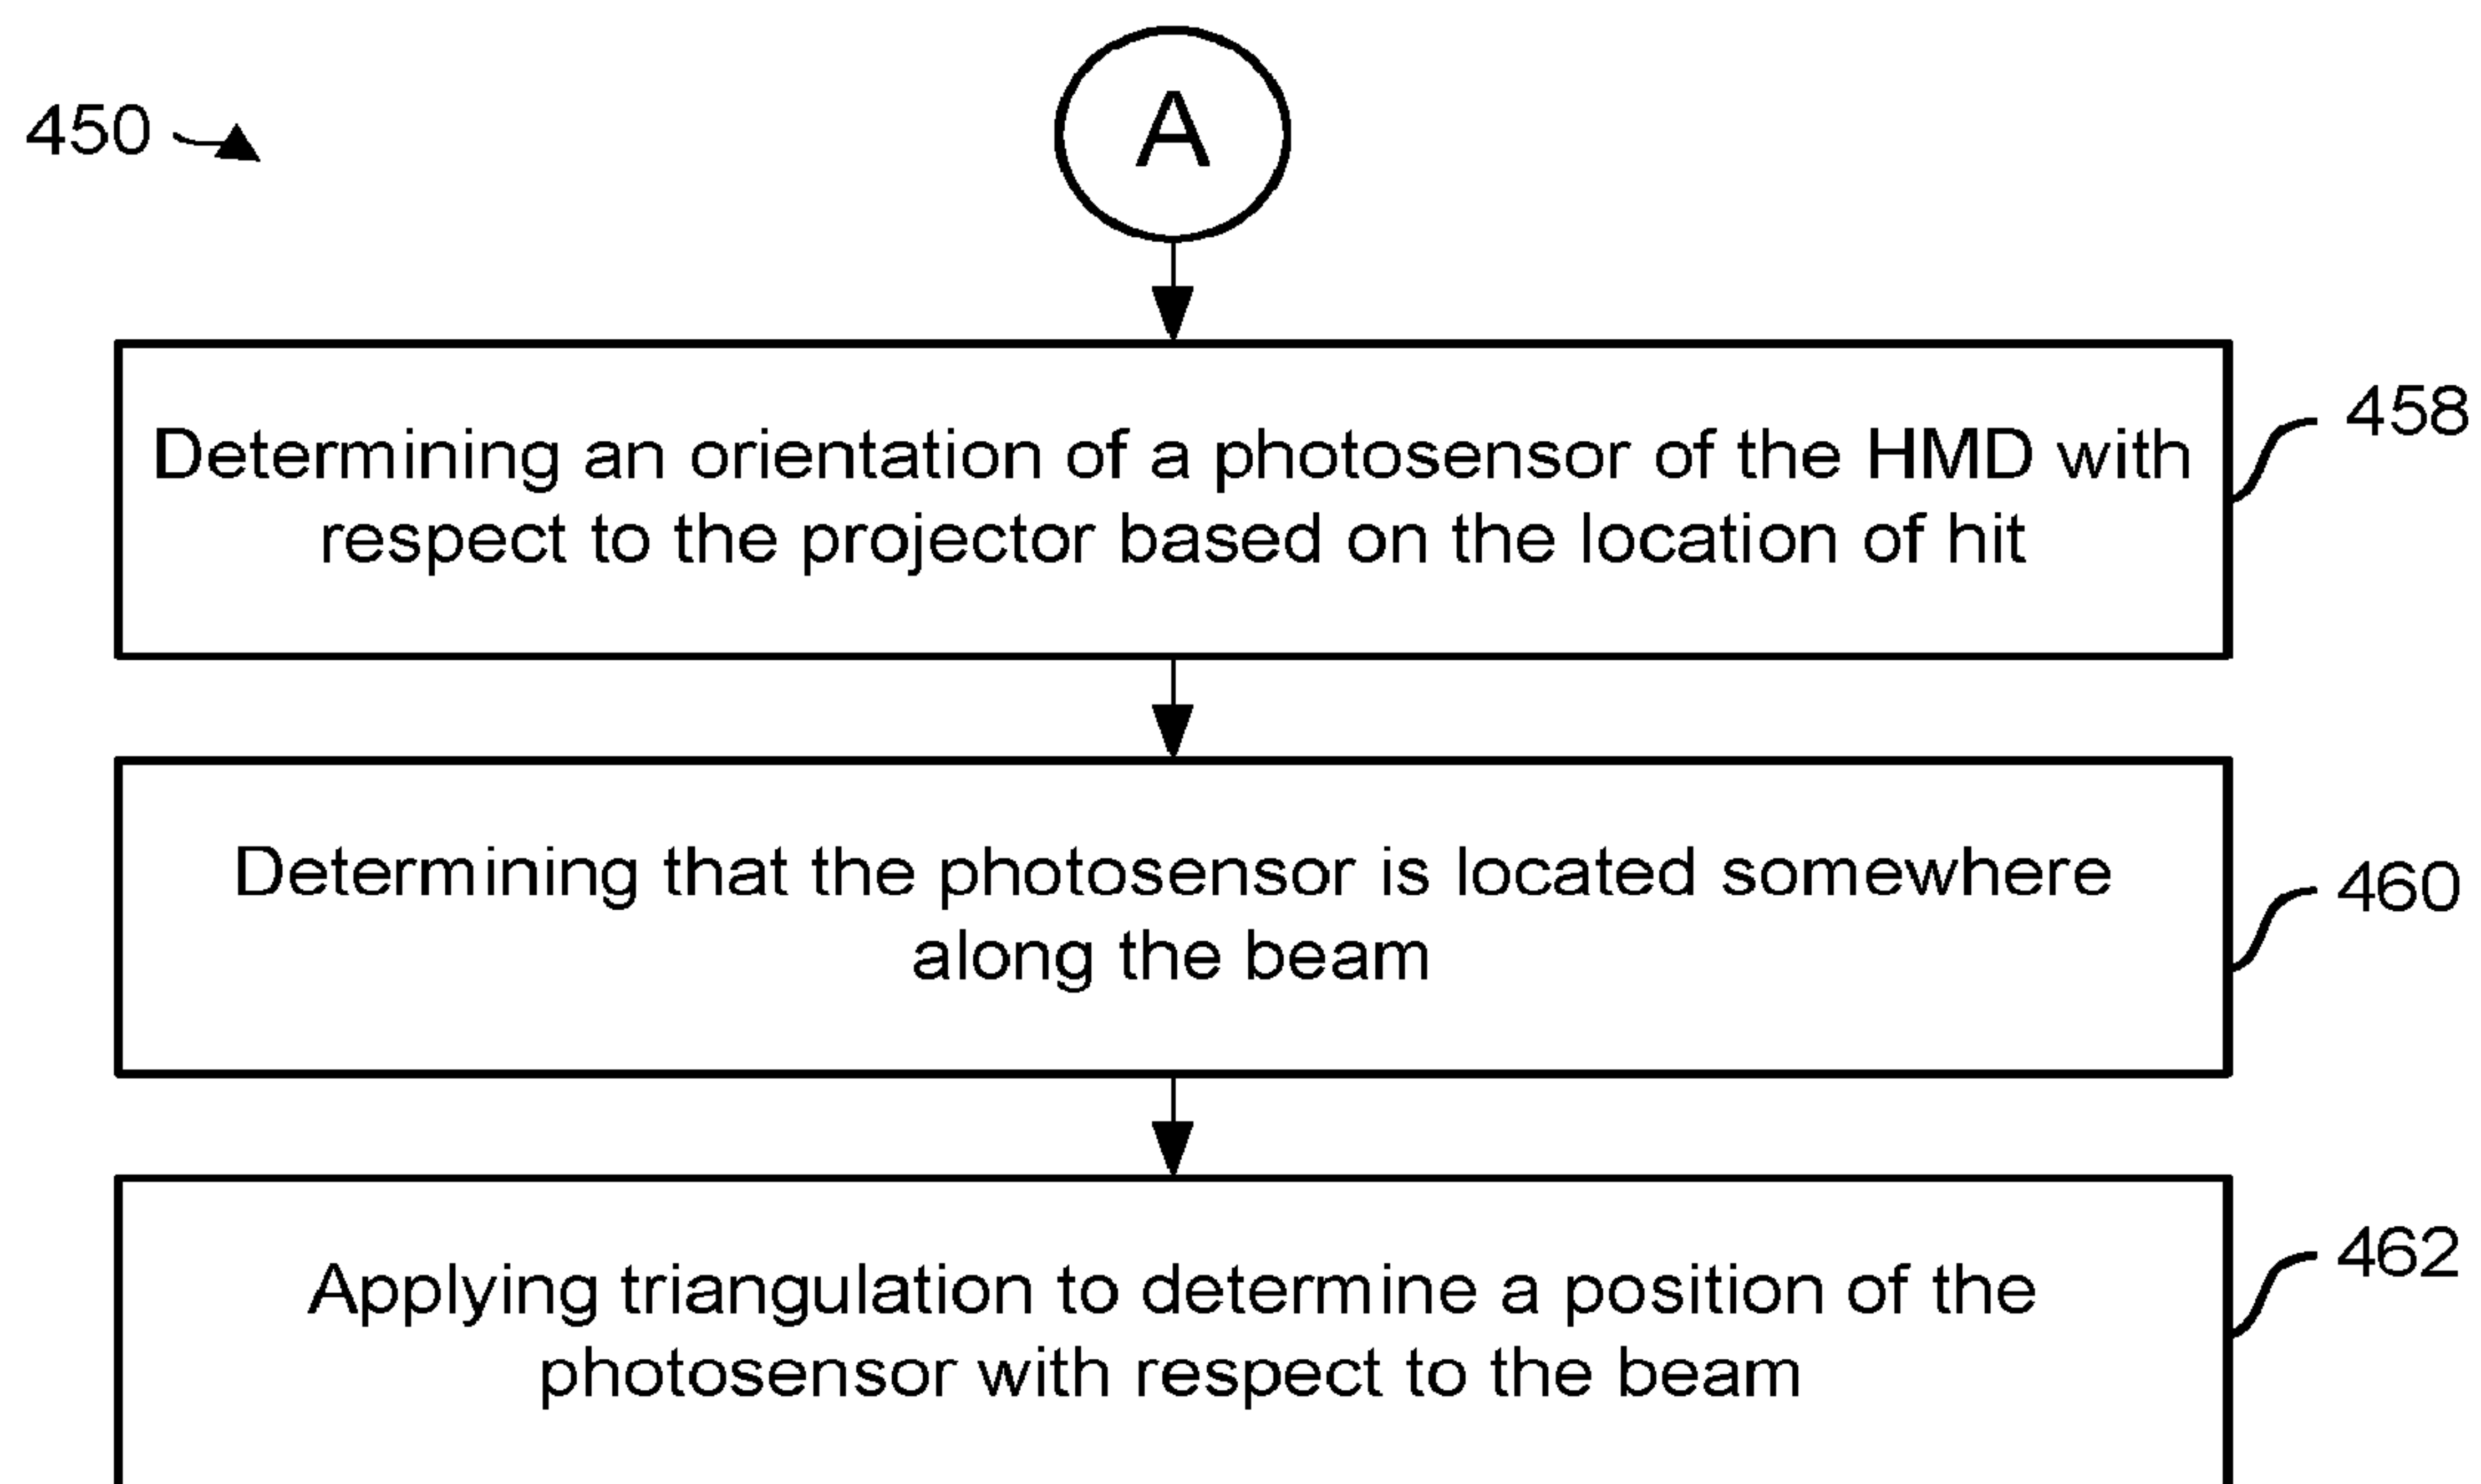 450
A
Determining an orientation of a photosensor of the HMD with
respect to the projector based on the location of hit
458
Determining that the photosensor is located somewhere
along the beam
460
Applying triangulation to determine a position of the
photosensor with respect to the beam
462